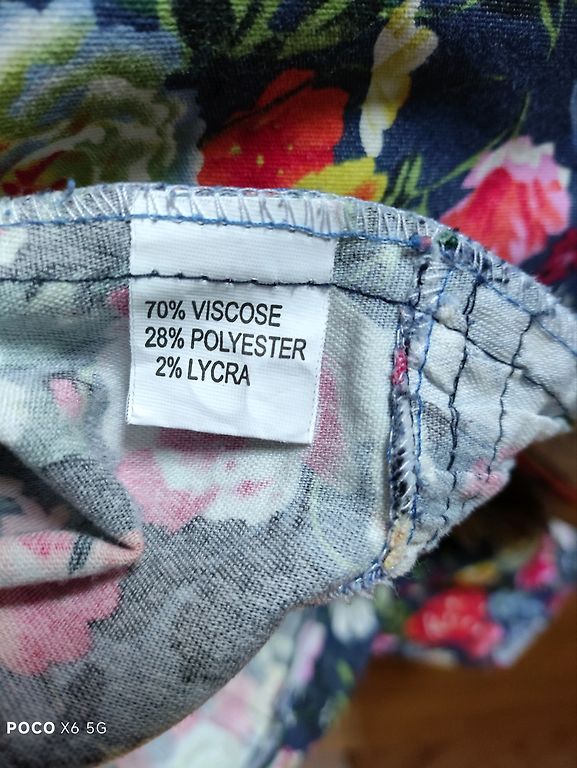 70% VISCOSE
28% POLYESTER
2% LYCRA
POCO X6 5G